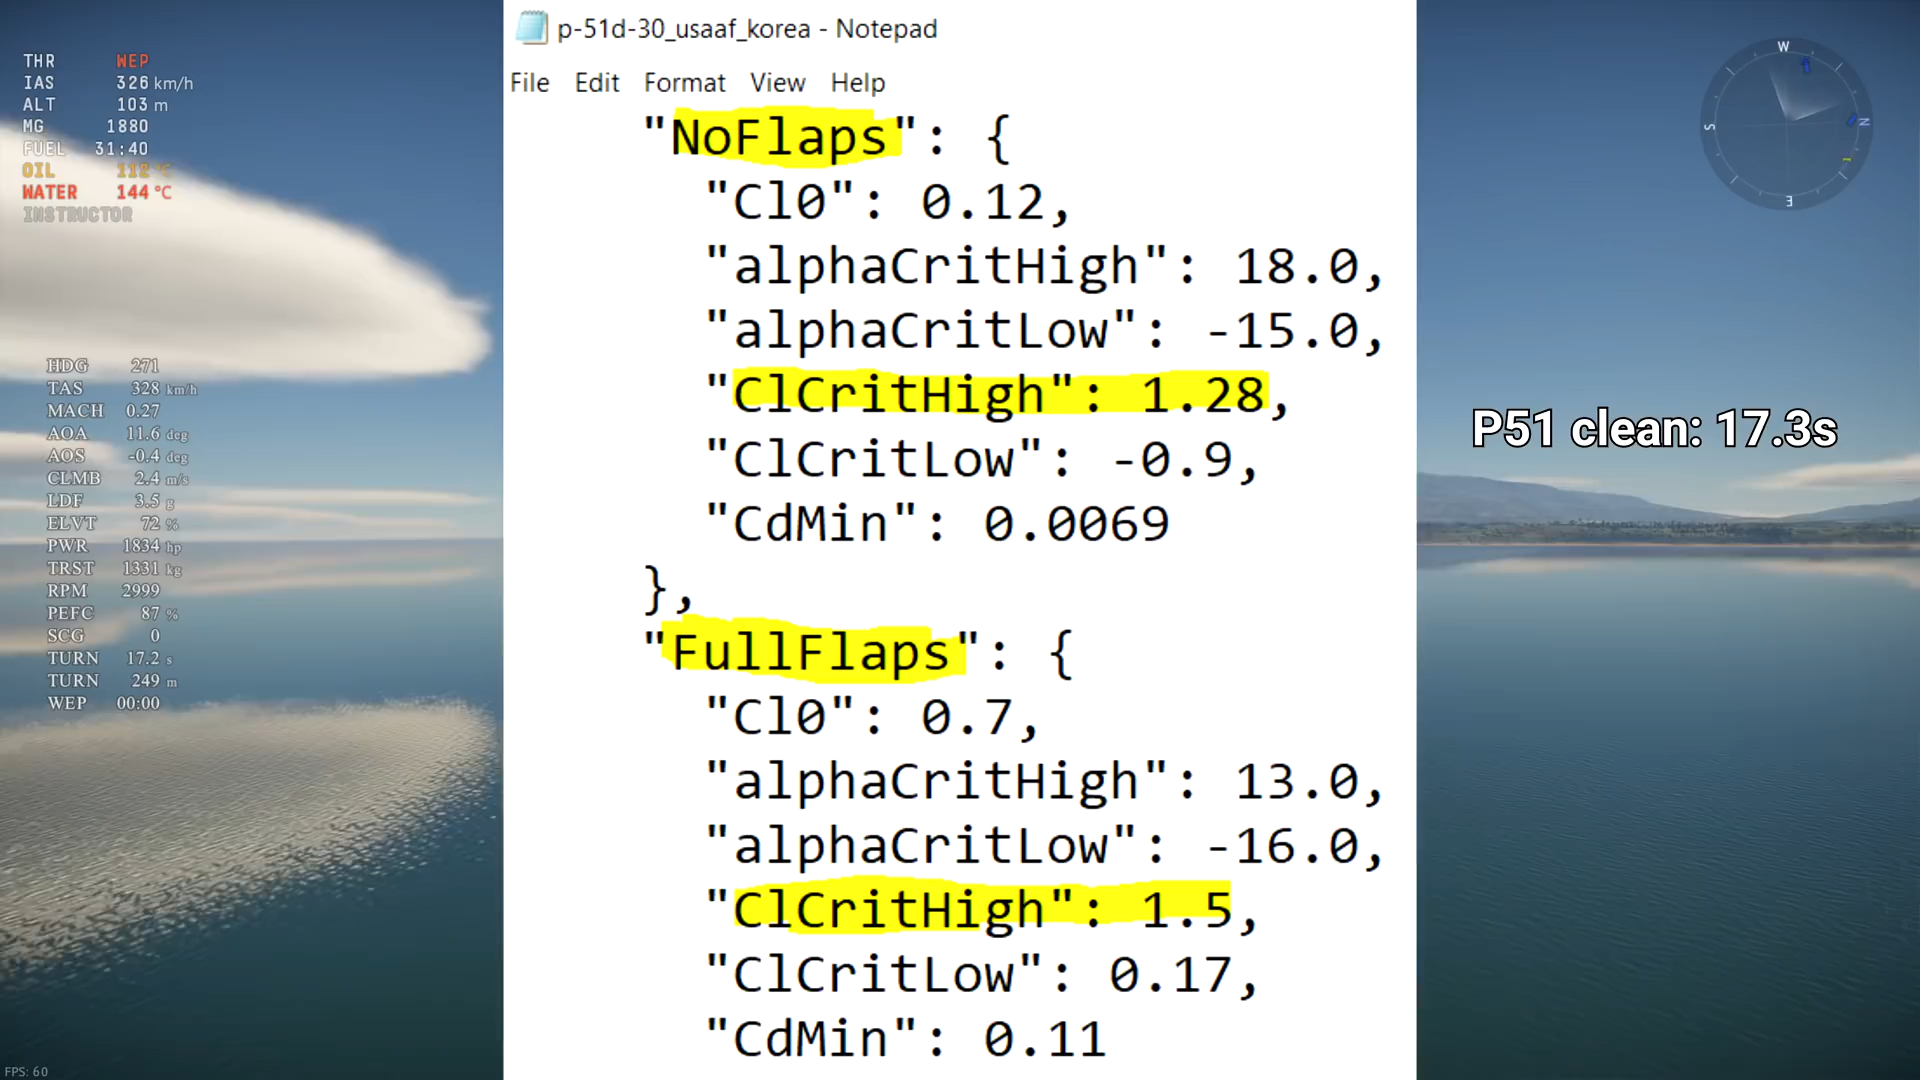 THR WEP
IAS 326 km/h
ALT 103 m
MG 1880
FUEL 31:40
OIL 112 °C
WATER 144 °C
INSTRUCTOR
HDG 271
TAS 328 km/h
MACH 0.27
AOA 11.6 deg
AOS -0.4 deg
CLMB 2.4 m/s
LDF 3.5 g
ELVT 72 %
PWR 1834 hp
TRST 1331 kg
RPM 2999
PEFC 87 %
SCG 0
TURN 17.2 s
TURN 249 m
WEP 00:00
FPS: 60
p-51d-30_usaaf_korea - Notepad
File Edit Format View Help
"NoFlaps": {
"Cl0": 0.12,
"alphaCritHigh": 18.0,
"alphaCritLow": -15.0,
"ClCritHigh": 1.28,
"ClCritLow": -0.9,
"CdMin": 0.0069
},
"FullFlaps": {
"Cl0": 0.7,
"alphaCritHigh": 13.0,
"alphaCritLow": -16.0,
"ClCritHigh": 1.5,
"ClCritLow": 0.17,
"CdMin": 0.11
W
N
S
E
P51 clean: 17.3s